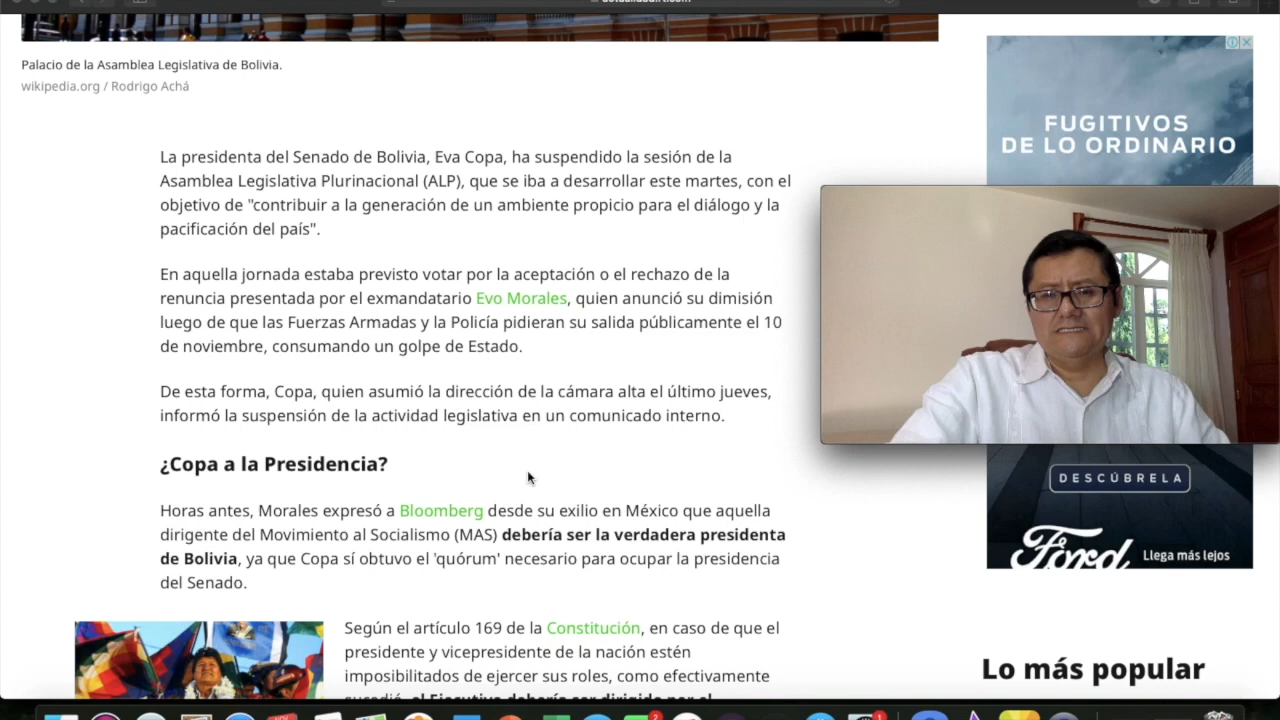 Palacio de la Asamblea Legislativa de Bolivia.
wikipedia.org / Rodrigo Achá
La presidenta del Senado de Bolivia, Eva Copa, ha suspendido la sesión de la
Asamblea Legislativa Plurinacional (ALP), que se iba a desarrollar este martes, con el
objetivo de "contribuir a la generación de un ambiente propicio para el diálogo y la
pacificación del país".
En aquella jornada estaba previsto votar por la aceptación o el rechazo de la
renuncia presentada por el exmandatario Evo Morales, quien anunció su dimisión
luego de que las Fuerzas Armadas y la Policía pidieran su salida públicamente el 10
de noviembre, consumando un golpe de Estado.
De esta forma, Copa, quien asumió la dirección de la cámara alta el último jueves,
informó la suspensión de la actividad legislativa en un comunicado interno.
¿Copa a la Presidencia?
Horas antes, Morales expresó a Bloomberg desde su exilio en México que aquella
dirigente del Movimiento al Socialismo (MAS) debería ser la verdadera presidenta
de Bolivia, ya que Copa sí obtuvo el 'quórum' necesario para ocupar la presidencia
del Senado.
Según el artículo 169 de la Constitución, en caso de que el
presidente y vicepresidente de la nación estén
imposibilitados de ejercer sus roles, como efectivamente
sucedió, el Ejecutivo debería ser dirigido por el
FUGITIVOS
DE LO ORDINARIO
DESCÚBRELA
Ford
Llega más lejos
Lo más popular